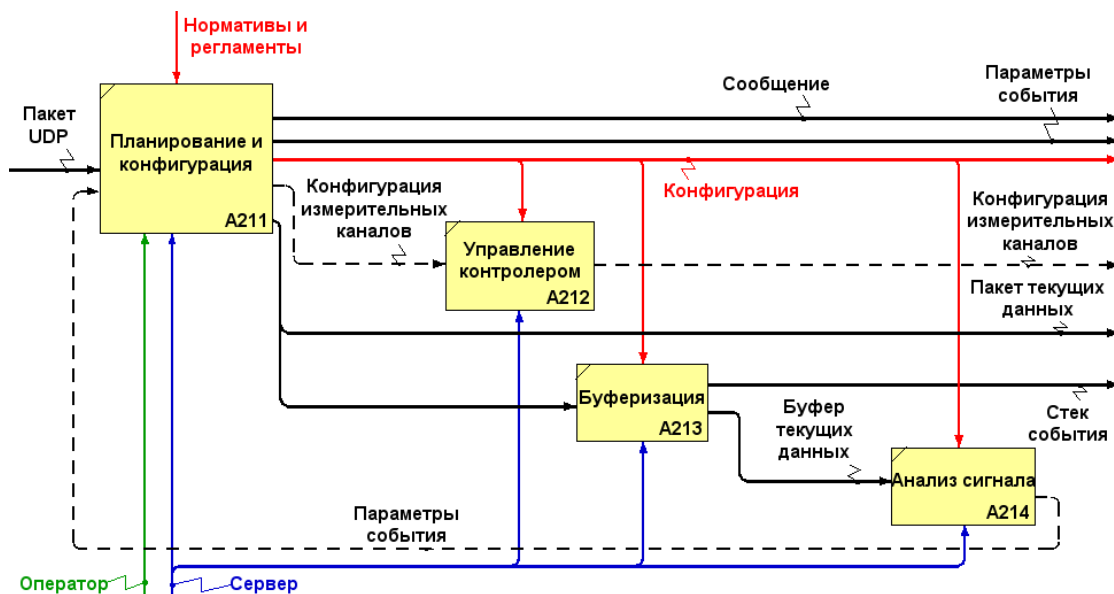 Нормативы и
регламенты
Сообщение
Параметры
события
Пакет
UDP
Планирование и
конфигурация
A211
Конфигурация
Конфигурация
измерительных
каналов
Управление
контролером
A212
Конфигурация
измерительных
каналов
Пакет текущих
данных
Буферизация
A213
Буфер
текущих
данных
Стек
события
Анализ сигнала
A214
Параметры
события
Оператор
Сервер